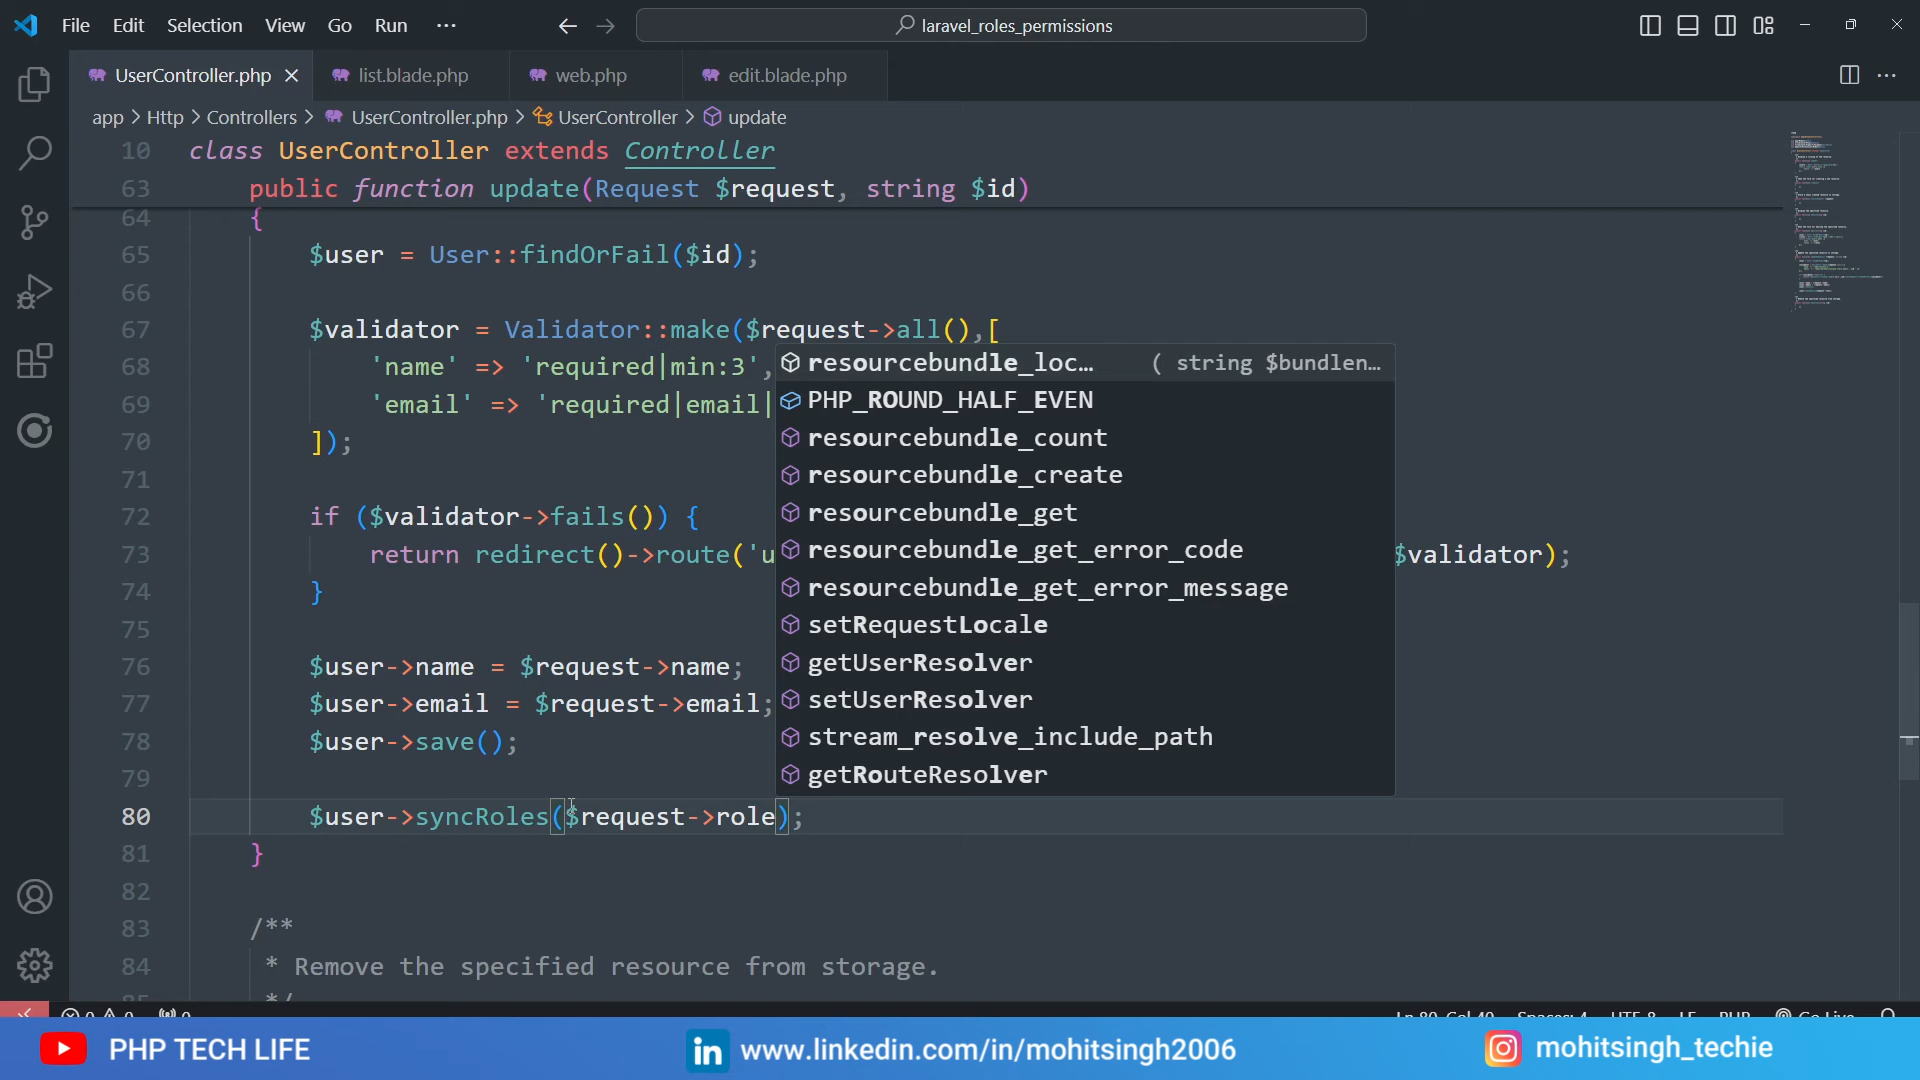 File Edit Selection View Go Run ···
laravel_roles_permissions
UserController.php
list.blade.php
web.php
edit.blade.php
app > Http > Controllers > UserController.php > UserController > update
10 class UserController extends Controller
63 public function update(Request $request, string $id)
64 {
65 $user = User::findOrFail($id);
66
67 $validator = Validator::make($request->all(),[
68 'name' => 'required|min:3',
69 'email' => 'required|email|
70 ]);
71
72 if ($validator->fails()) {
73 return redirect()->route('u $validator);
74 }
75
76 $user->name = $request->name;
77 $user->email = $request->email;
78 $user->save();
79
80 $user->syncRoles($request->role);
81 }
82
83 /**
84 * Remove the specified resource from storage.
resourcebundle_loc… ( string $bundlen…
PHP_ROUND_HALF_EVEN
resourcebundle_count
resourcebundle_create
resourcebundle_get
resourcebundle_get_error_code
resourcebundle_get_error_message
setRequestLocale
getUserResolver
setUserResolver
stream_resolve_include_path
getRouteResolver
PHP TECH LIFE
in www.linkedin.com/in/mohitsingh2006
mohitsingh_techie